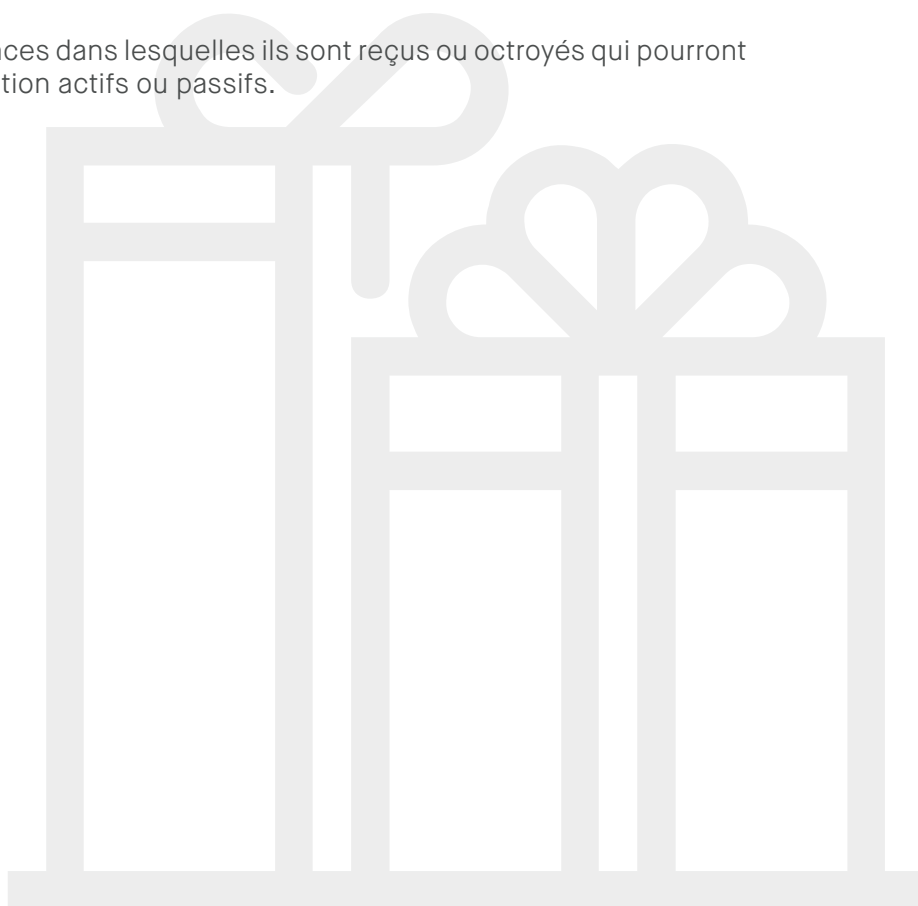 ces dans lesquelles ils sont reçus ou octroyés qui pourront
tion actifs ou passifs.